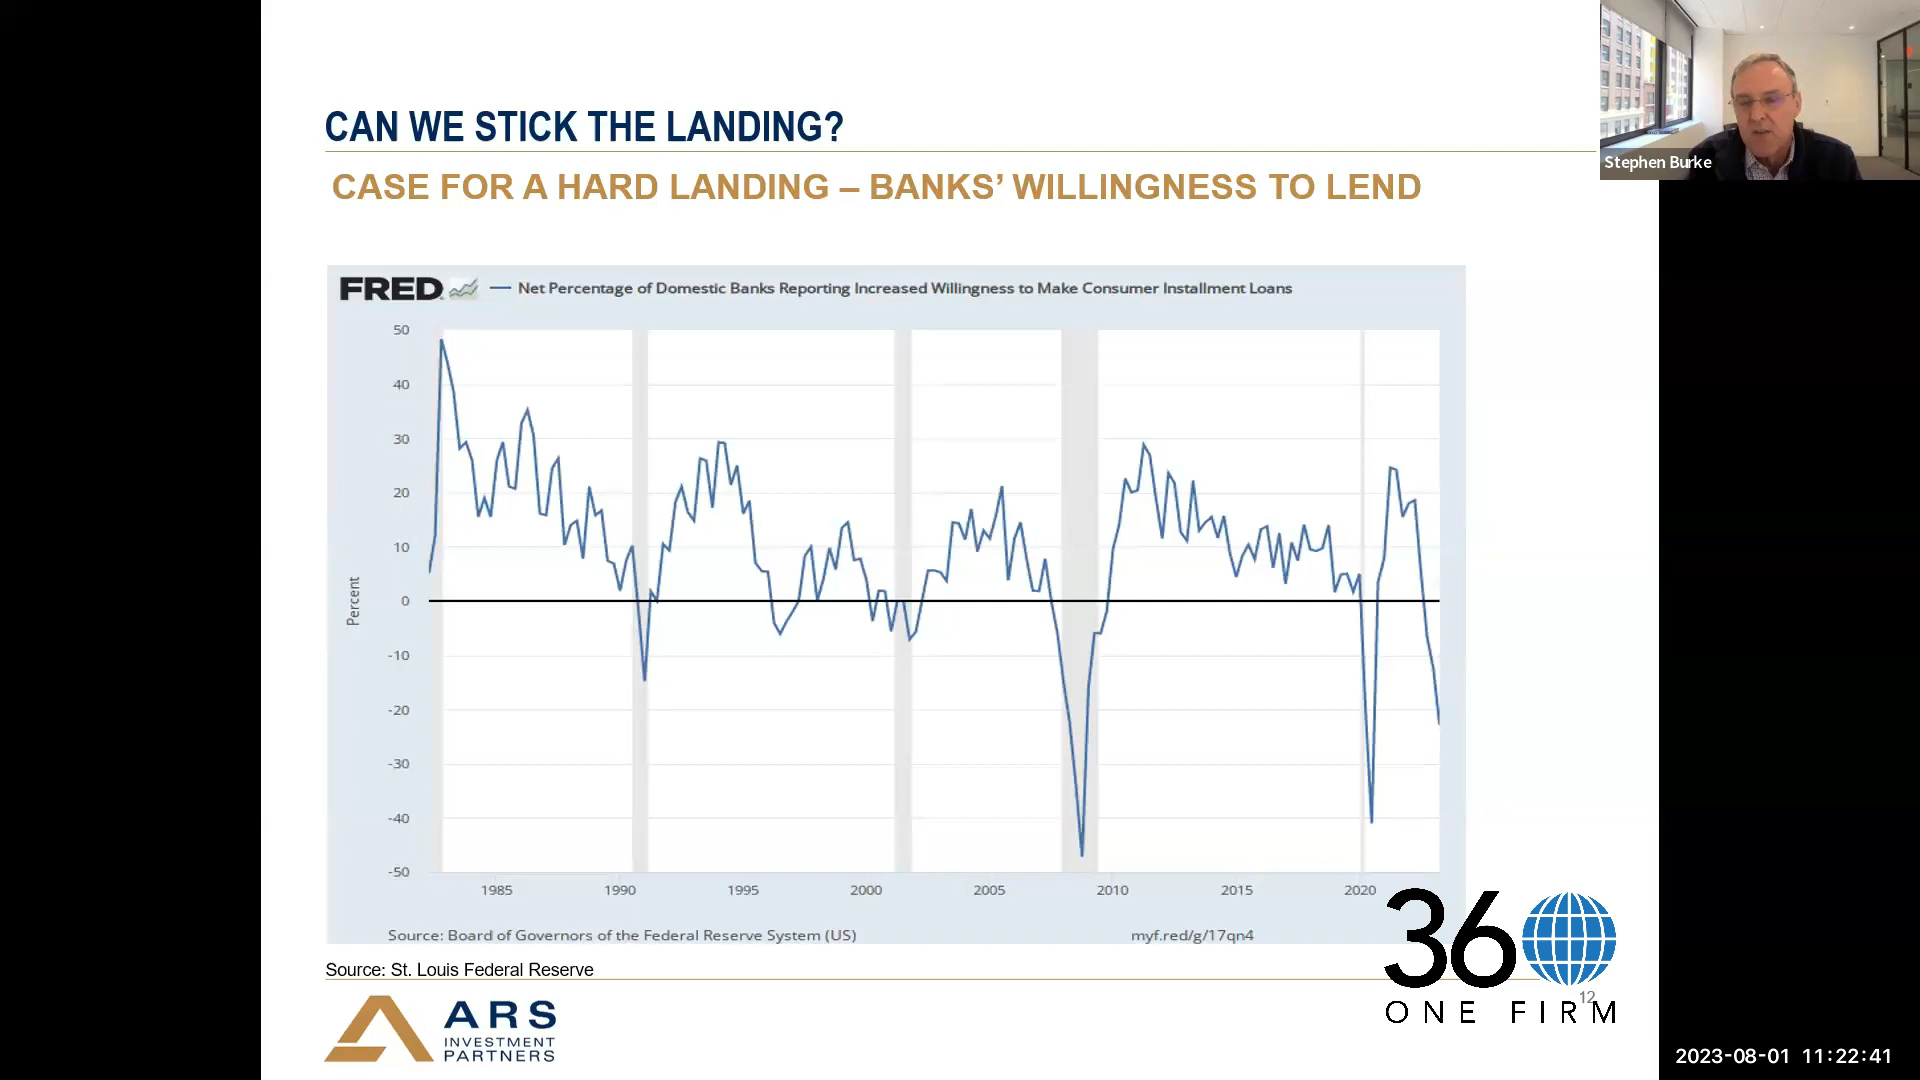 CAN WE STICK THE LANDING?
CASE FOR A HARD LANDING – BANKS’ WILLINGNESS TO LEND
Stephen Burke
FRED — Net Percentage of Domestic Banks Reporting Increased Willingness to Make Consumer Installment Loans
50
40
30
20
10
0
-10
-20
-30
-40
-50
Percent
1985 1990 1995 2000 2005 2010 2015 2020
Source: Board of Governors of the Federal Reserve System (US) myf.red/g/17qn4
Source: St. Louis Federal Reserve
ARS
INVESTMENT
PARTNERS
360
ONE FIRM
12
2023-08-01 11:22:41